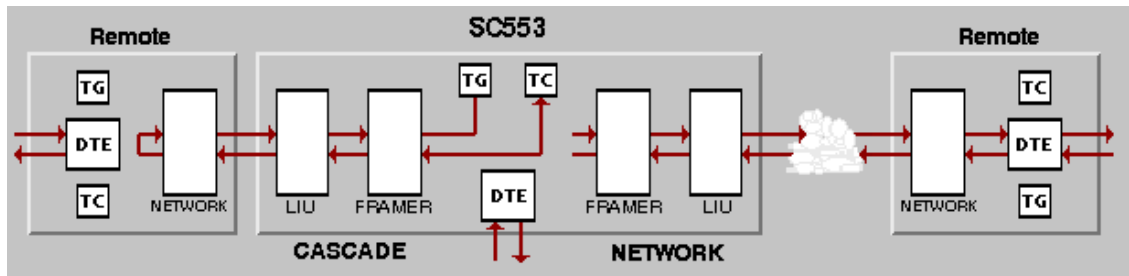 SC553
Remote
Remote
TG
TC
TG
TC
DTE
DTE
DTE
TC
TG
NETWORK
LIU
FRAMER
FRAMER
LIU
NETWORK
CASCADE
NETWORK